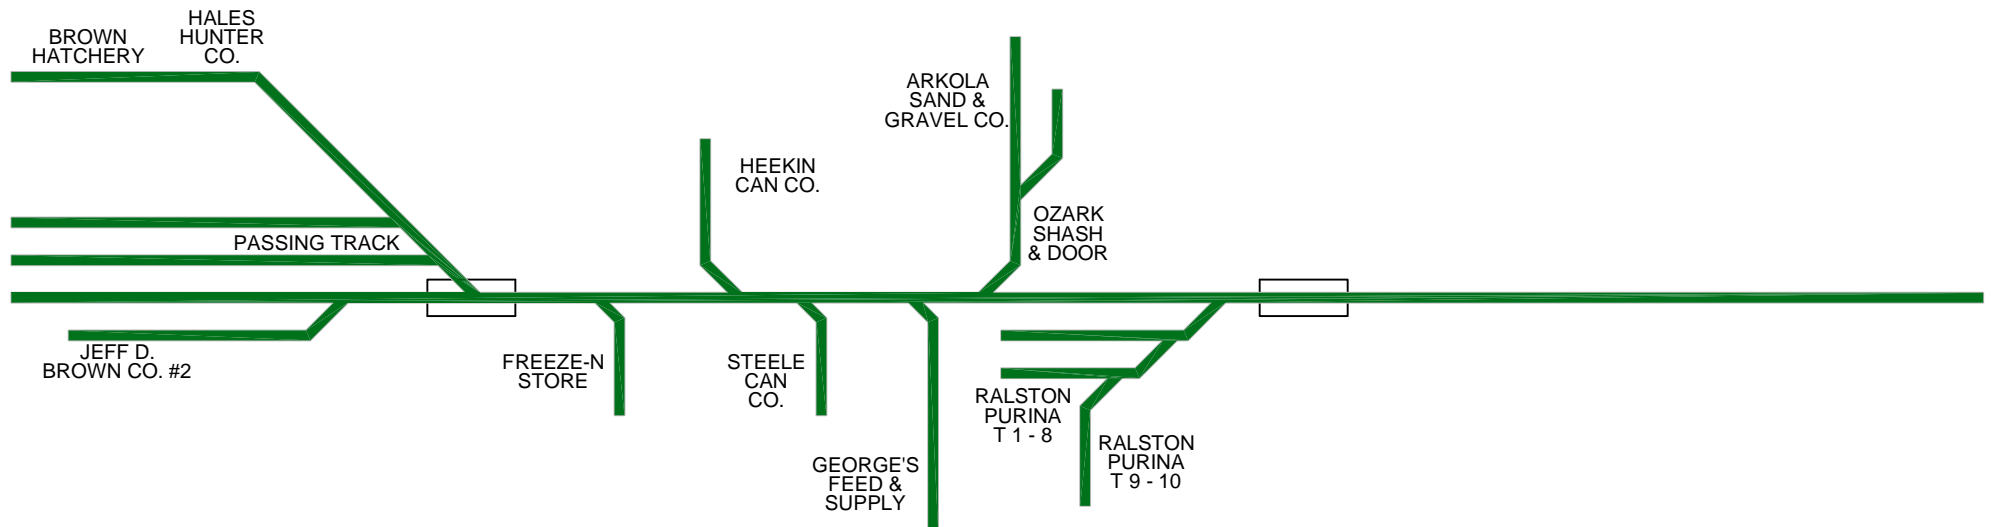 BROWN
HATCHERY
HALES
HUNTER
CO.
PASSING TRACK
JEFF D.
BROWN CO. #2
HEEKIN
CAN CO.
ARKOLA
SAND &
GRAVEL CO.
OZARK
SHASH
& DOOR
FREEZE-N
STORE
STEELE
CAN
CO.
GEORGE'S
FEED &
SUPPLY
RALSTON
PURINA
T 1 - 8
RALSTON
PURINA
T 9 - 10